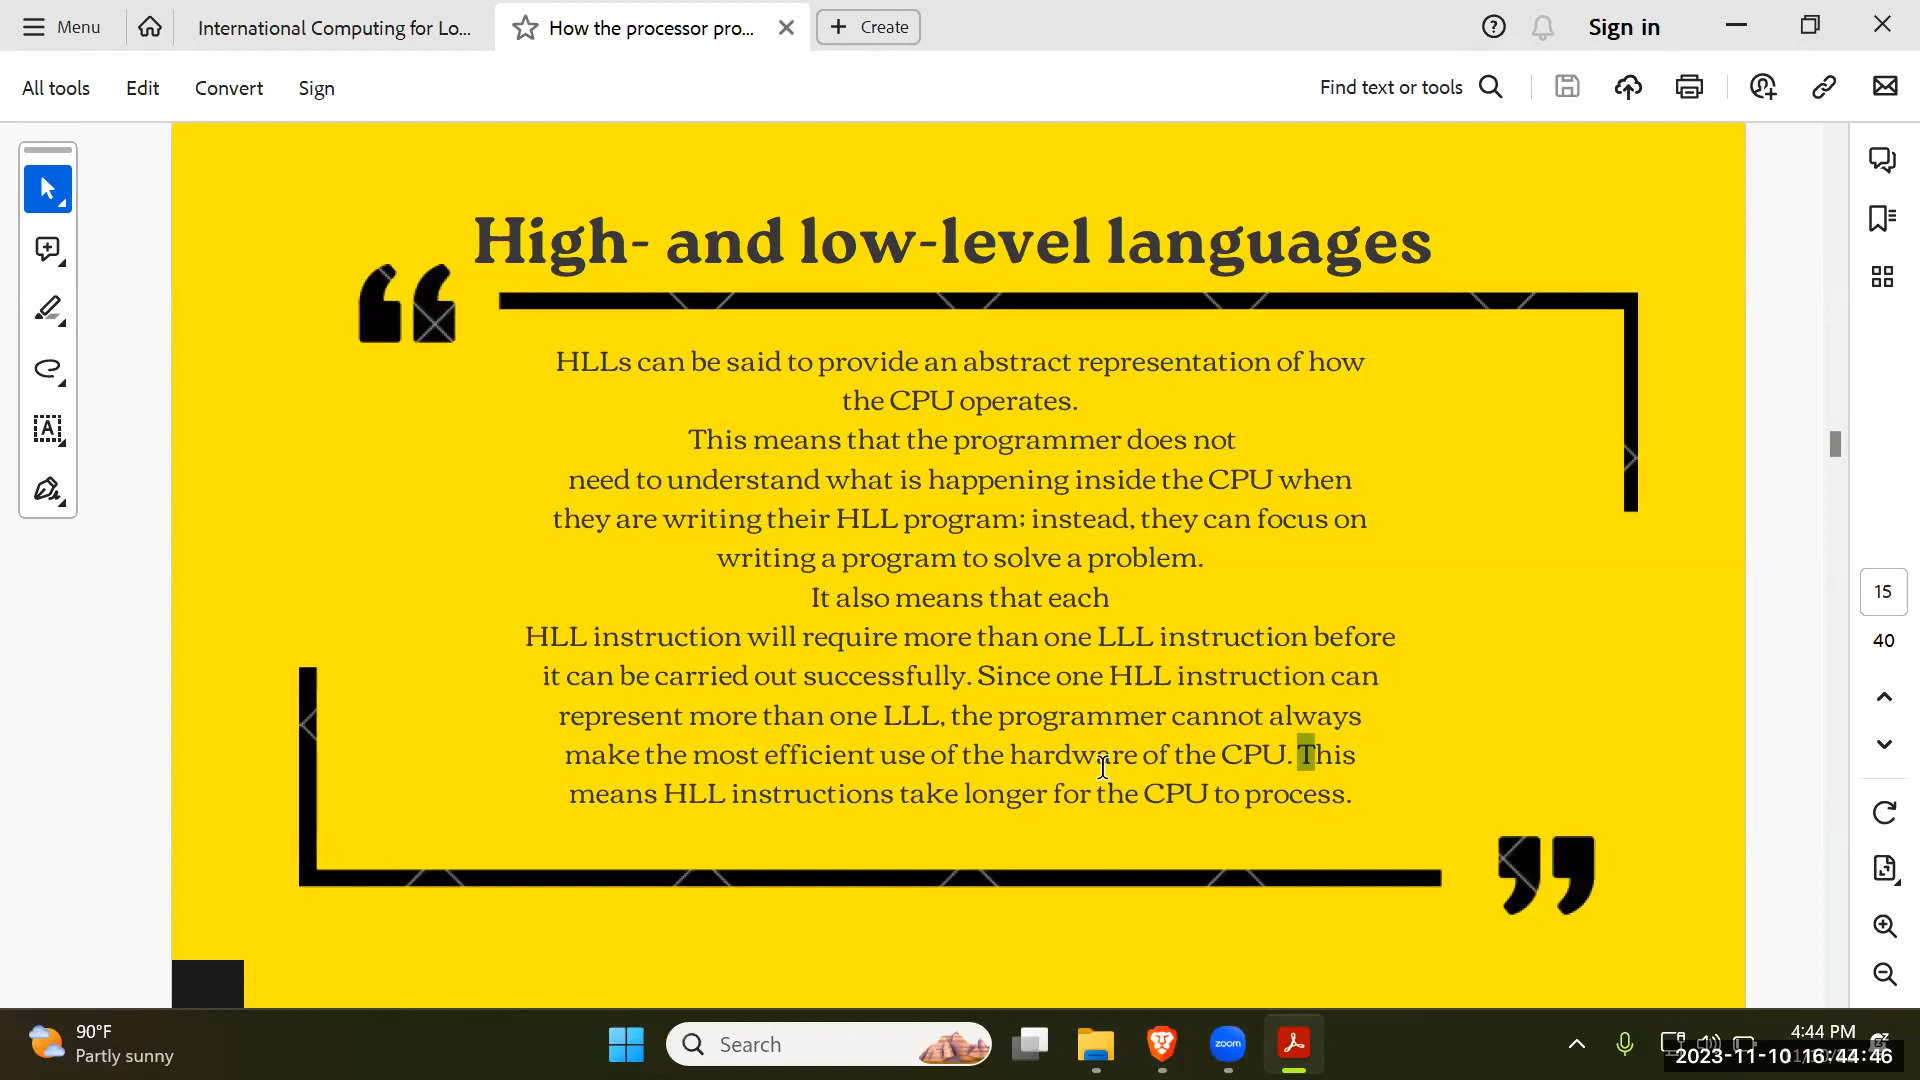 Menu
International Computing for Lo...
How the processor pro...
Create
Sign in
All tools
Edit
Convert
Sign
Find text or tools
High- and low-level languages
HLLs can be said to provide an abstract representation of how
the CPU operates.
This means that the programmer does not
need to understand what is happening inside the CPU when
they are writing their HLL program: instead, they can focus on
writing a program to solve a problem.
It also means that each
HLL instruction will require more than one LLL instruction before
it can be carried out successfully. Since one HLL instruction can
represent more than one LLL, the programmer cannot always
make the most efficient use of the hardware of the CPU. This
means HLL instructions take longer for the CPU to process.
15
40
90°F
Partly sunny
Search
zoom
4:44 PM
2023-11-10 16:44:46